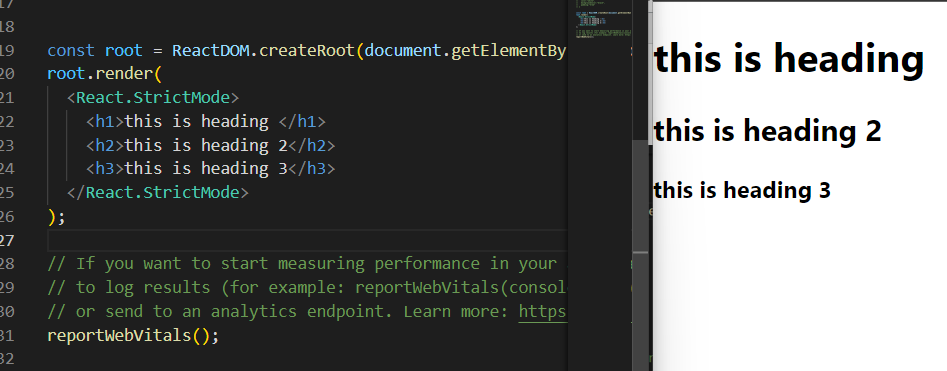 17
18
19 const root = ReactDOM.createRoot(document.getElementBy
20 root.render(
21 <React.StrictMode>
22 <h1>this is heading </h1>
23 <h2>this is heading 2</h2>
24 <h3>this is heading 3</h3>
25 </React.StrictMode>
26 );
27
28 // If you want to start measuring performance in your
29 // to log results (for example: reportWebVitals(consol
30 // or send to an analytics endpoint. Learn more: https
31 reportWebVitals();
32
this is heading
this is heading 2
this is heading 3